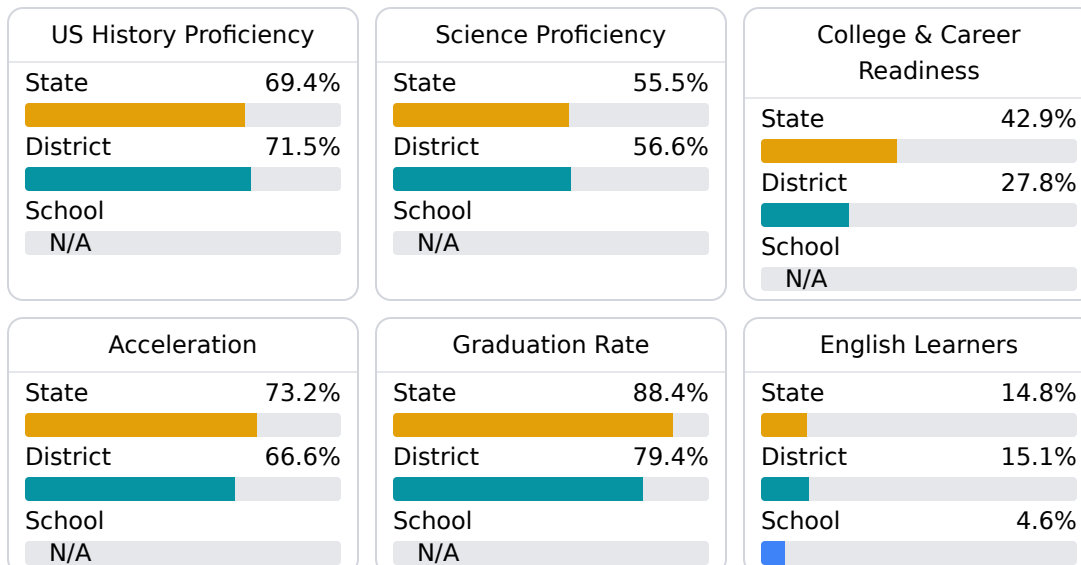 US History Proficiency
State 69.4%
District 71.5%
School
N/A
Science Proficiency
State 55.5%
District 56.6%
School
N/A
College & Career
Readiness
State 42.9%
District 27.8%
School
N/A
Acceleration
State 73.2%
District 66.6%
School
N/A
Graduation Rate
State 88.4%
District 79.4%
School
N/A
English Learners
State 14.8%
District 15.1%
School 4.6%